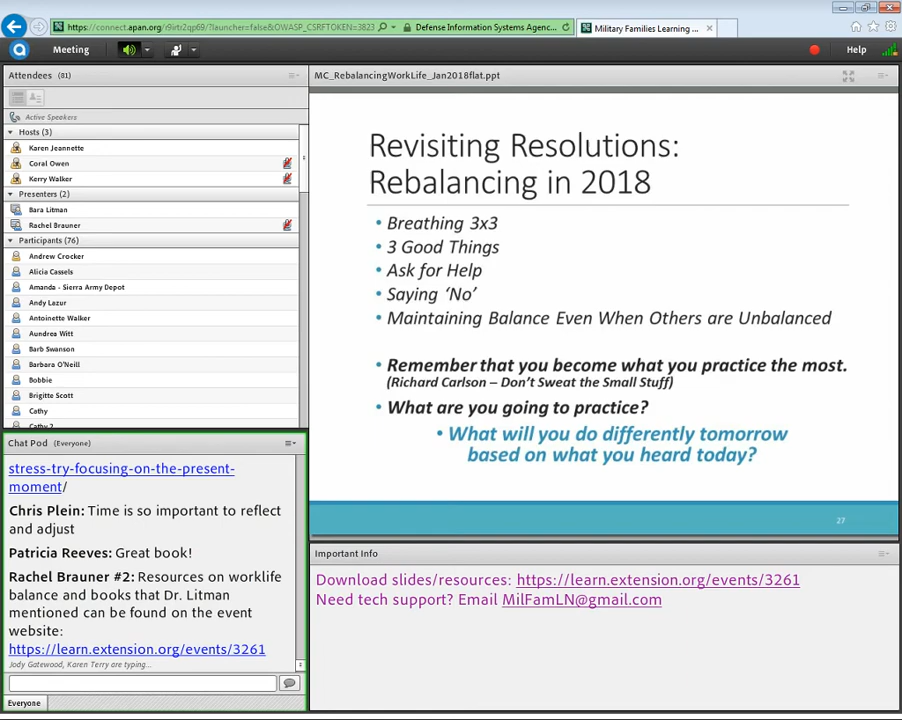 https://connect.apan.org/r9irtr2qp69/?launcher=false&OWASP_CSRFTOKEN=3823
Defense Information Systems Agenc...
Military Families Learning ...
Meeting
Help
Attendees (81)
Active Speakers
Hosts (3)
Karen Jeannette
Coral Owen
Kerry Walker
Presenters (2)
Bara Litman
Rachel Brauner
Participants (76)
Andrew Crocker
Alicia Cassels
Amanda - Sierra Army Depot
Andy Lazur
Antoinette Walker
Aundrea Witt
Barb Swanson
Barbara O'Neill
Bobbie
Brigitte Scott
Cathy
Cathy 2
Chat Pod (Everyone)
stress-try-focusing-on-the-present-
moment/
Chris Plein: Time is so important to reflect
and adjust
Patricia Reeves: Great book!
Rachel Brauner #2: Resources on worklife
balance and books that Dr. Litman
mentioned can be found on the event
website:
https://learn.extension.org/events/3261
Jody Gatewood, Karen Terry are typing...
Everyone
MC_RebalancingWorkLife_Jan2018flat.ppt
Revisiting Resolutions:
Rebalancing in 2018
• Breathing 3x3
• 3 Good Things
• Ask for Help
• Saying ‘No’
• Maintaining Balance Even When Others are Unbalanced
• Remember that you become what you practice the most.
(Richard Carlson – Don’t Sweat the Small Stuff)
• What are you going to practice?
• What will you do differently tomorrow
based on what you heard today?
27
Important Info
Download slides/resources: https://learn.extension.org/events/3261
Need tech support? Email MilFamLN@gmail.com